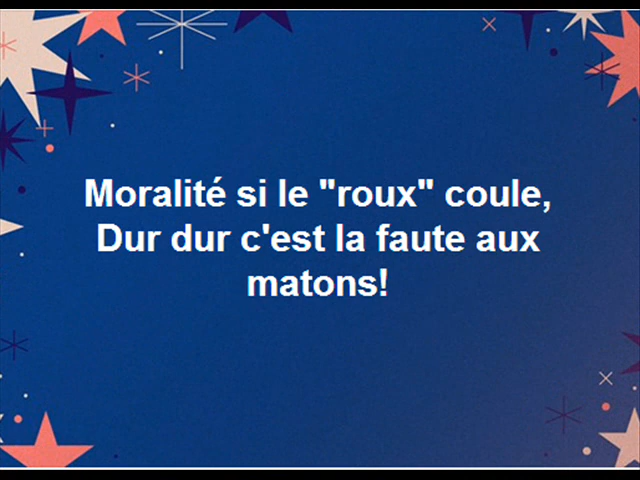 Moralité si le "roux" coule,
Dur dur c'est la faute aux
matons!